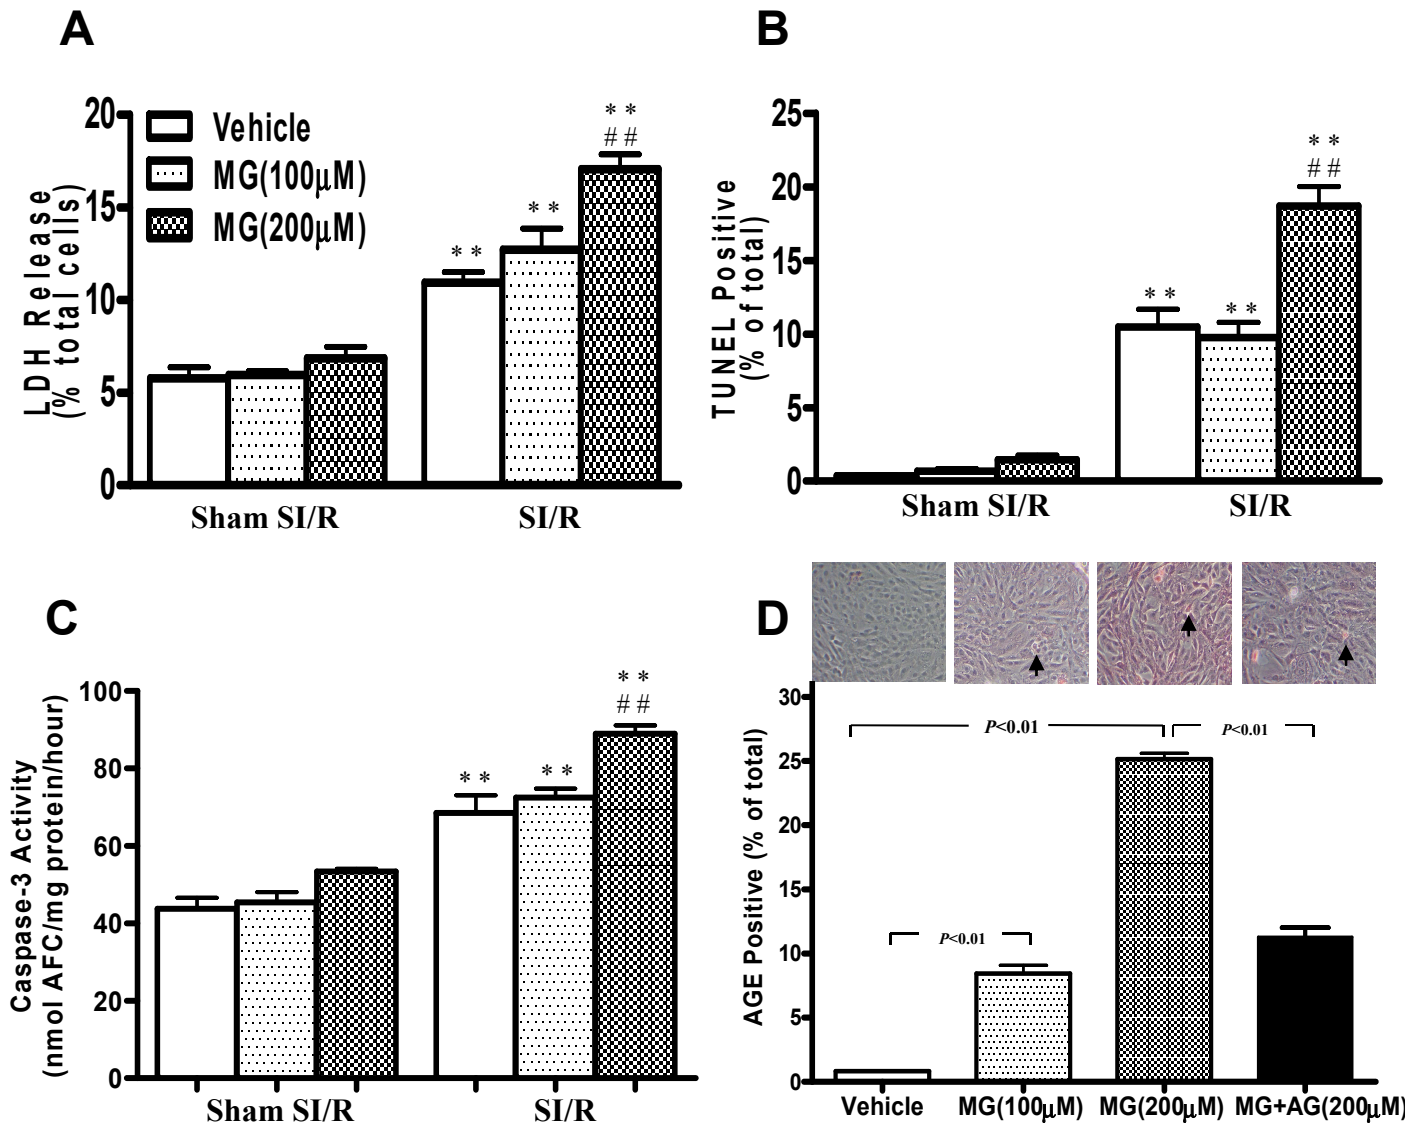 A
LDH Release
(% total cells)
20
15
10
5
0
Vehicle
MG(100μM)
MG(200μM)
* *
* *
* *
# #
Sham SI/R
SI/R
B
TUNEL Positive
(% of total)
25
20
15
10
5
0
* *
* *
* *
# #
Sham SI/R
SI/R
C
Caspase-3 Activity
(nmol AFC/mg protein/hour)
100
80
60
40
20
0
* *
* *
* *
# #
Sham SI/R
SI/R
D
AGE Positive (% of total)
30
25
20
15
10
5
0
P<0.01
P<0.01
P<0.01
Vehicle
MG(100μM)
MG(200μM)
MG+AG(200μM)